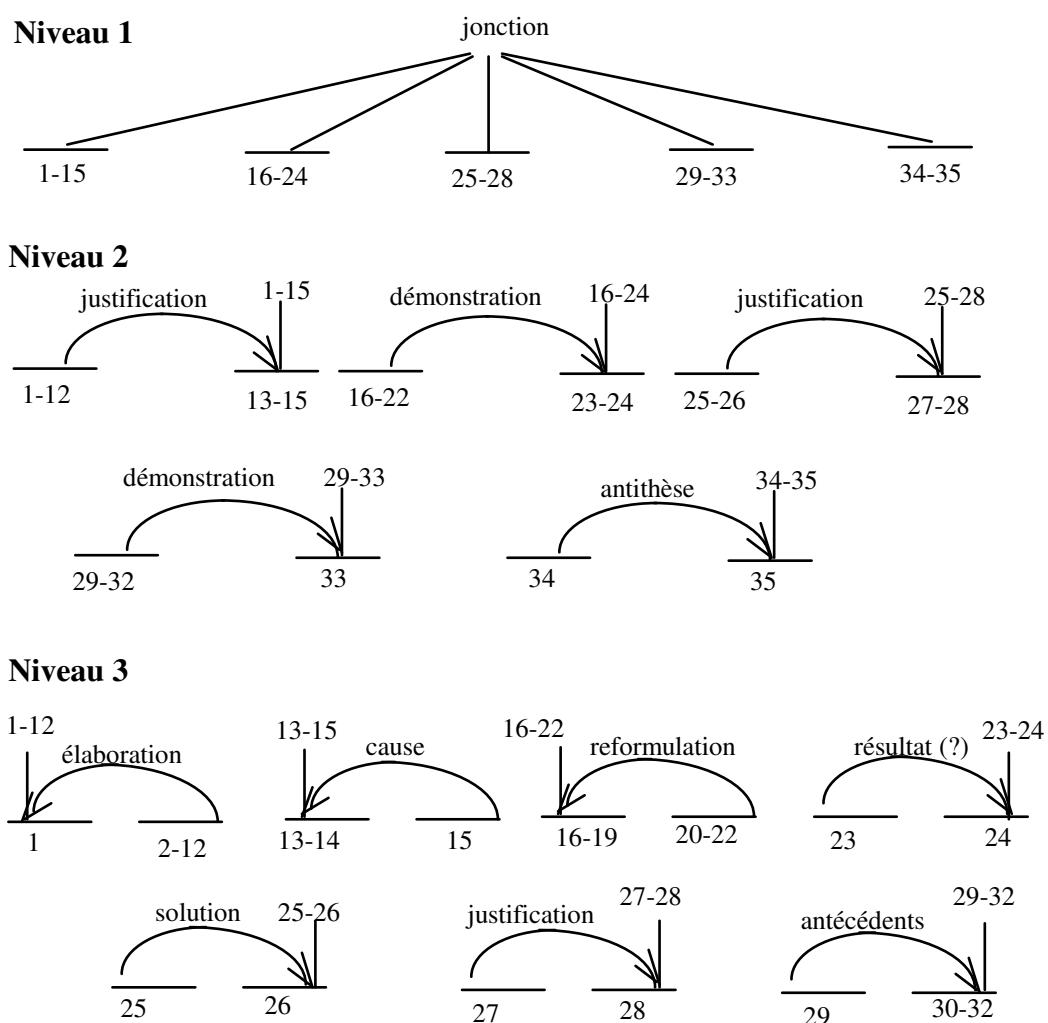 Niveau 1
jonction
1-15 16-24 25-28 29-33 34-35
Niveau 2
justification 1-15 démonstration 16-24 justification 25-28
1-12 13-15 16-22 23-24 25-26 27-28
démonstration 29-33 antithèse 34-35
29-32 33 34 35
Niveau 3
1-12 élaboration 13-15 cause 16-22 reformulation résultat (?) 23-24
1 2-12 13-14 15 16-19 20-22 23 24
solution 25-26 justification 27-28 antécédents 29-32
25 26 27 28 29 30-32